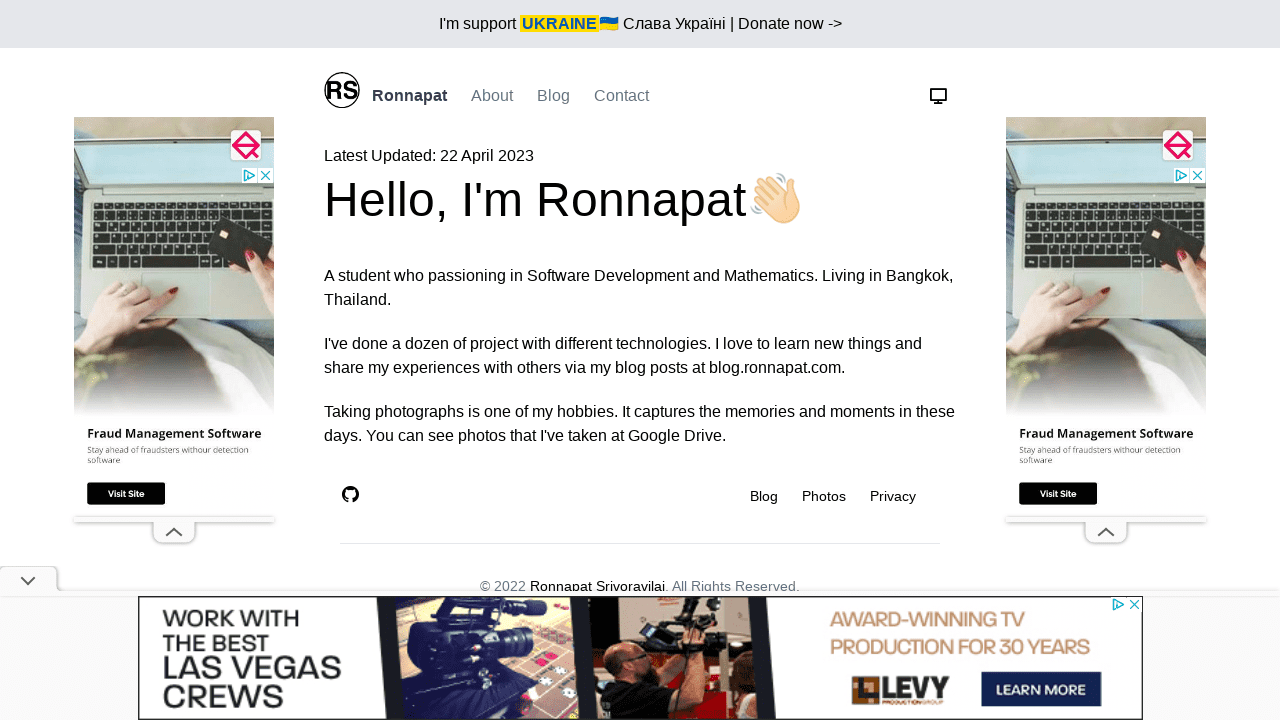 I'm support UKRAINE🇺🇦 Слава Україні | Donate now ->
RS Ronnapat About Blog Contact
Latest Updated: 22 April 2023
Hello, I'm Ronnapat👋🏻
A student who passioning in Software Development and Mathematics. Living in Bangkok,
Thailand.
I've done a dozen of project with different technologies. I love to learn new things and
share my experiences with others via my blog posts at blog.ronnapat.com.
Taking photographs is one of my hobbies. It captures the memories and moments in these
days. You can see photos that I've taken at Google Drive.
Blog Photos Privacy
© 2022 Ronnapat Srivoravilai. All Rights Reserved.
Fraud Management Software
Stay ahead of fraudsters withour detection
software
Visit Site
Fraud Management Software
Stay ahead of fraudsters withour detection
software
Visit Site
WORK WITH
THE BEST
LAS VEGAS
CREWS
AWARD-WINNING TV
PRODUCTION FOR 30 YEARS
LEVY
PRODUCTION GROUP
LEARN MORE